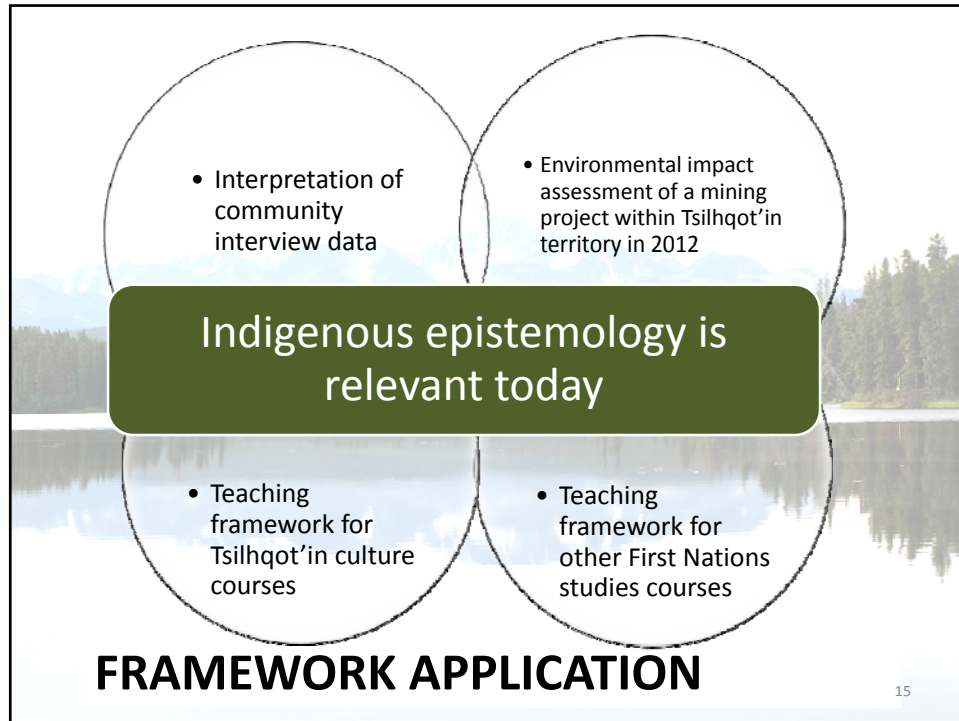 • Interpretation of
community
interview data
• Environmental impact
assessment of a mining
project within Tsilhqot’in
territory in 2012
Indigenous epistemology is
relevant today
• Teaching
framework for
Tsilhqot’in culture
courses
• Teaching
framework for
other First Nations
studies courses
FRAMEWORK APPLICATION
15